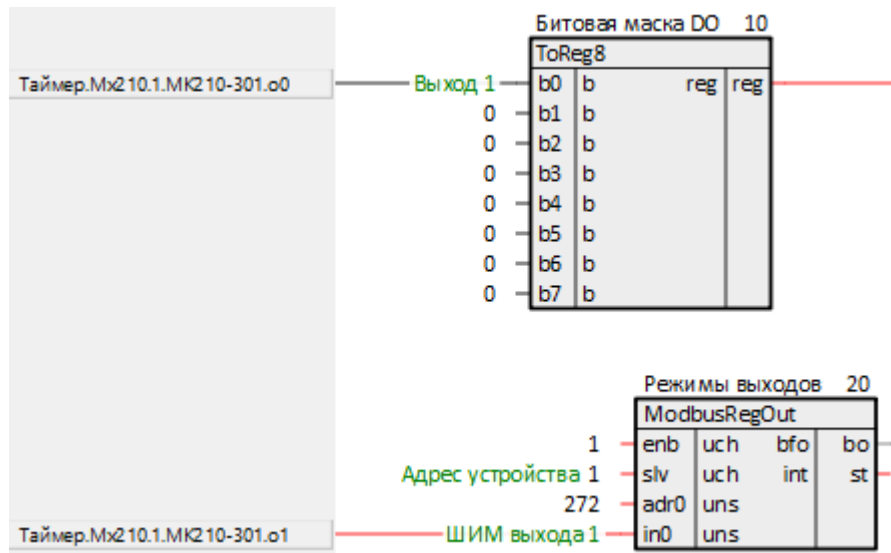 Битовая маска DO 10
ToReg8
Таймер.Mx210.1.MK210-301.o0 Выход 1 b0 b reg reg
0 b1 b
0 b2 b
0 b3 b
0 b4 b
0 b5 b
0 b6 b
0 b7 b
Режимы выходов 20
ModbusRegOut
1 enb uch bfo bo
Адрес устройства 1 slv uch int st
272 adr0 uns
Таймер.Mx210.1.MK210-301.o1 ШИМ выхода 1 in0 uns